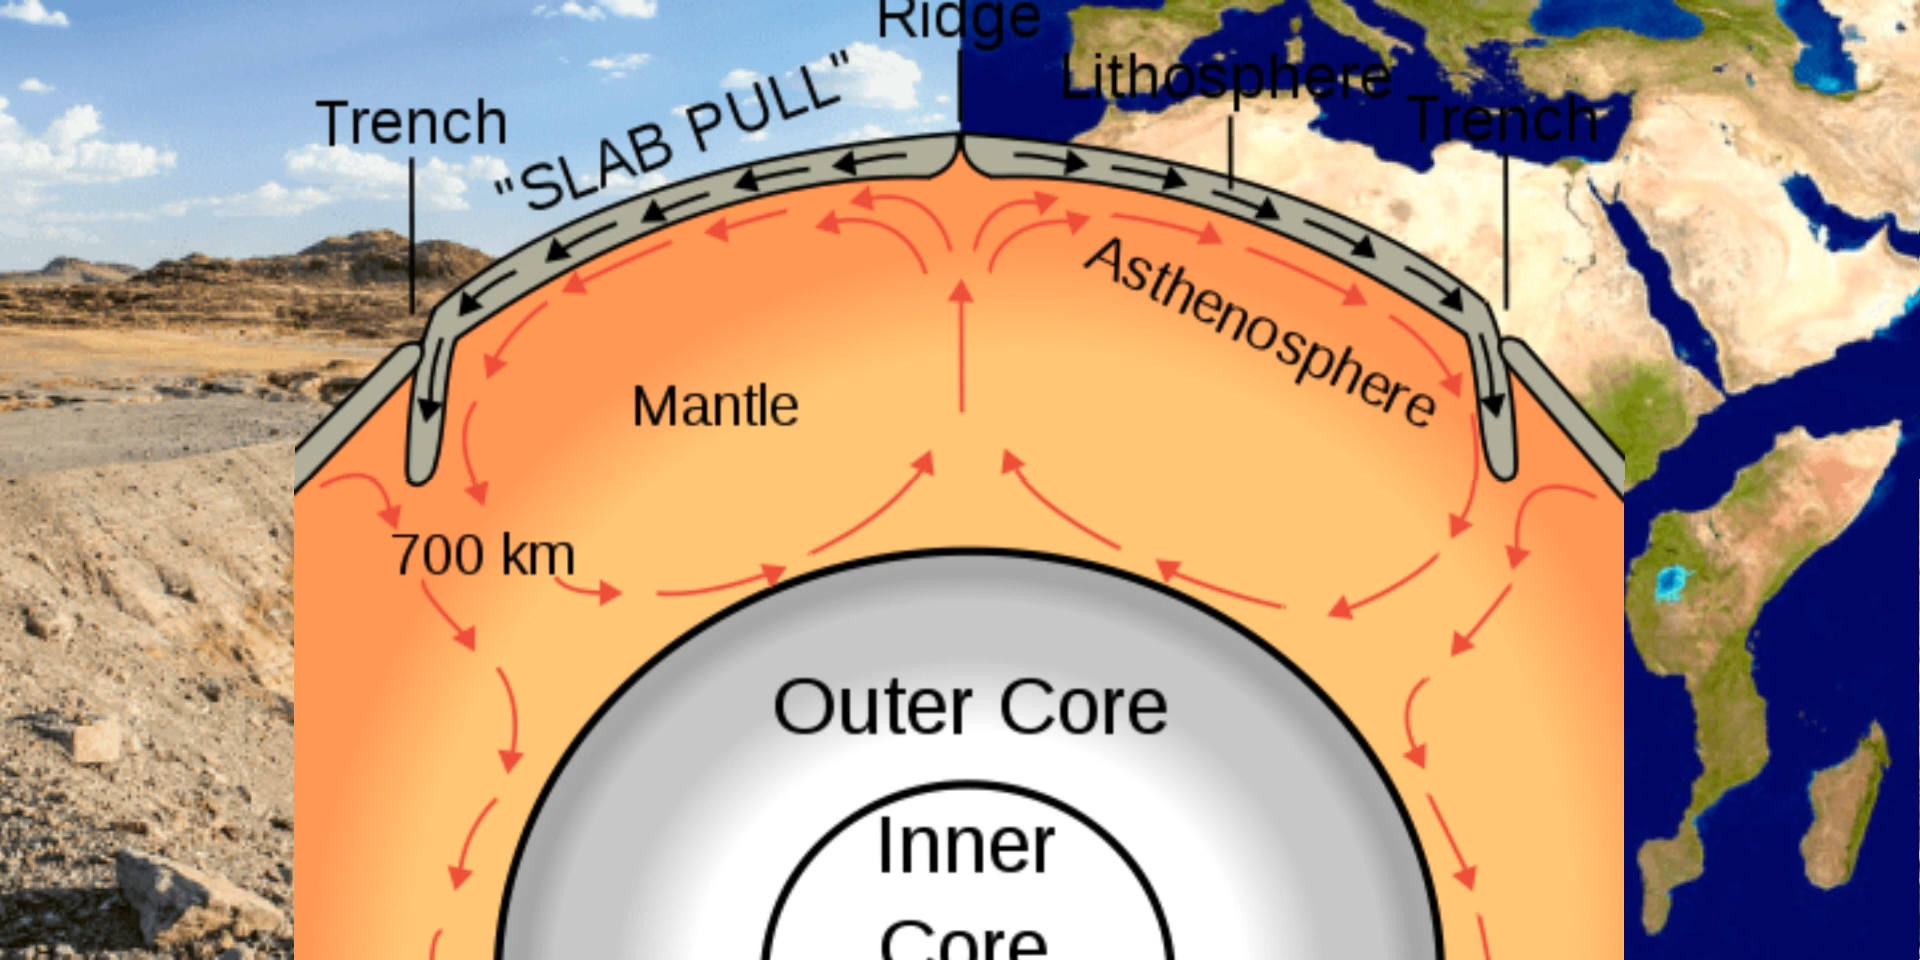 Ridge
Lithosphere
Trench
"SLAB PULL"
Trench
Asthenosphere
Mantle
700 km
Outer Core
Inner
Core